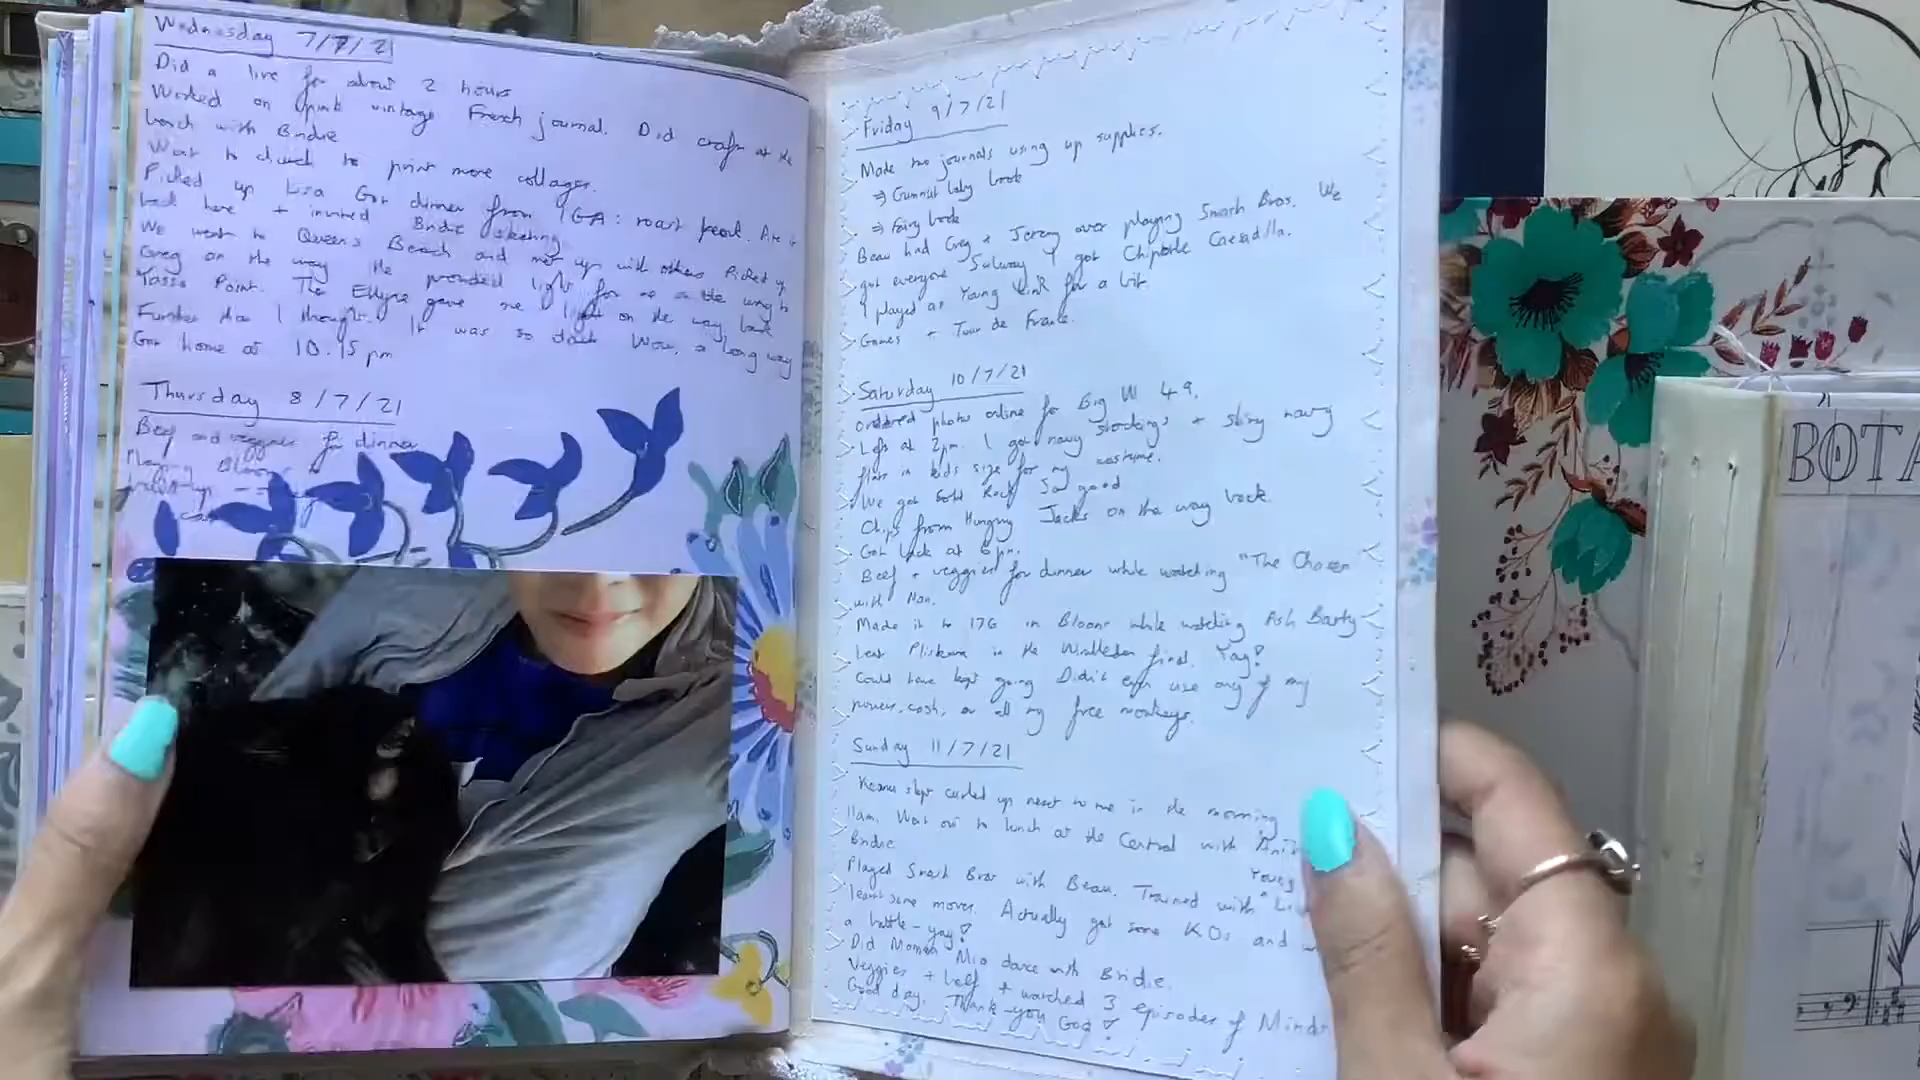 Wednesday 7/7/21
Did a live for about 2 hours
Worked on pink vintage French journal. Did craft at the
bench with Bridie
Went to church to print more collages.
Picked up Lisa Got dinner from IGA: roast pack. Ate it
back here + invited Bridie skating.
We went to Queens Beach and met up with others Picked up
Greg on the way He provided light for me on the way to
Point. The Ellyse gave me light on the way back
Further than I thought. It was so dark Wow, a long way
Got home at 10.15 pm
Thursday 8/7/21
Beef and veggies for dinner
Playing Bloons
Friday 9/7/21
Made two journals using up supplies.
⇒ Gumnut baby book
⇒ Fairy book
Beau had Greg + Jerry over playing Smash Bros. We
got everyone Subway I got Chipotle Caesadilla.
I played as Young Link for a bit.
Games + Tour de France.
Saturday 10/7/21
ordered photos online for Big W 49.
Left at 2pm. I got navy stockings + shiny navy
flats in kids size for my costume.
We got Cold Rock So good
Chips from Hungry Jacks on the way back.
Got back at 6pm.
Beef + veggies for dinner while watching "The Chosen"
with Mon.
Made it to 176 in Bloons while watching Ash Barty
beat Pliskova in the Wimbledon final. Yay!
Could have kept going Didn't even use any of my
powers, cash, or all my free monkeys.
Sunday 11/7/21
slept curled up next to me in the morning
11am. Went out to lunch at the Central with
Bridie
Played Smash Bros with Beau. Trained with Young
learnt some moves. Actually got some KOs and
a battle - yay!
Did Mamma Mia dance with Bridie.
Veggies + beef + watched 3 episodes of
Good day. Thank-you God
BOTA